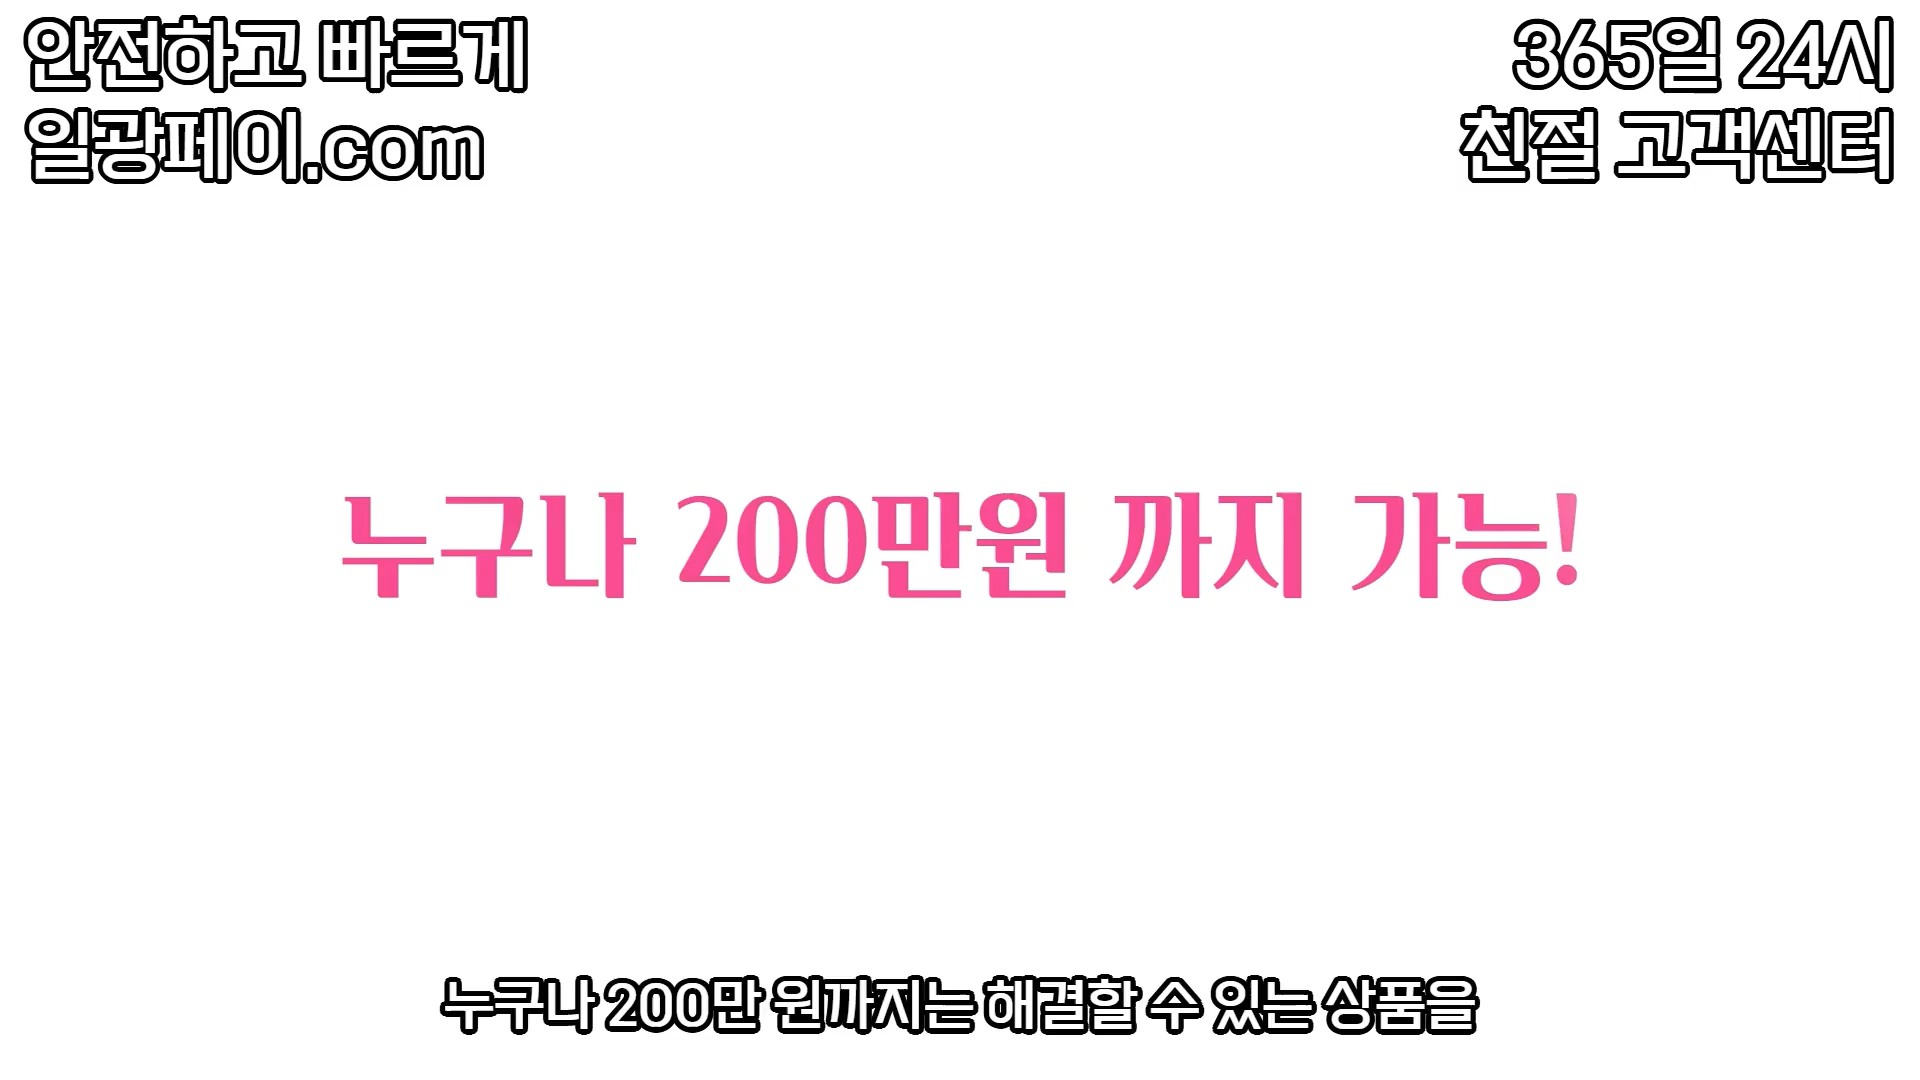 안전하고 빠르게
일광페이.com
365일 24시
친절 고객센터
누구나 200만원 까지 가능!
누구나 200만 원까지는 해결할 수 있는 상품을